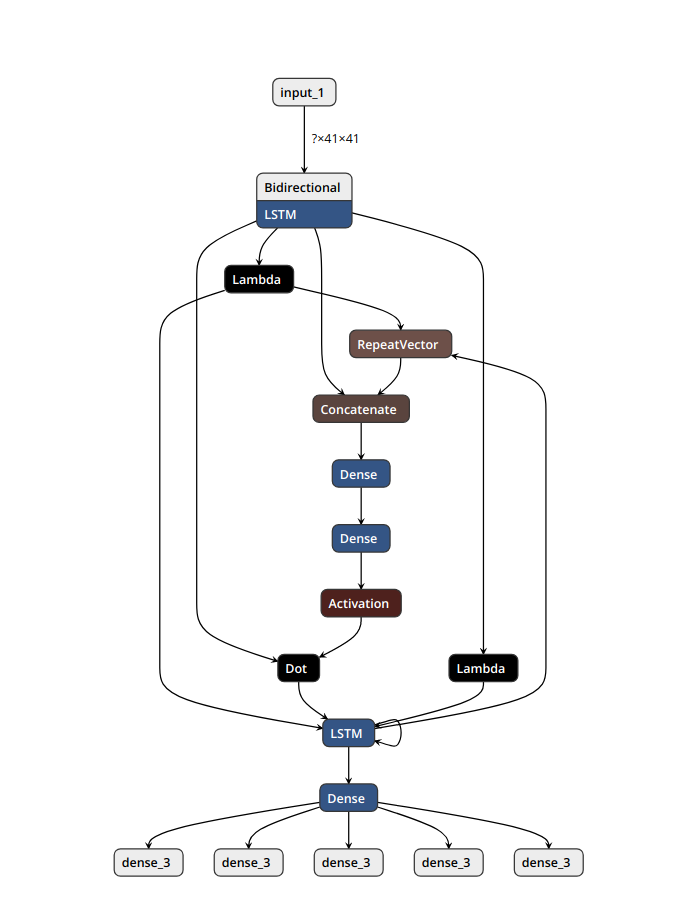 input_1
?×41×41
Bidirectional
LSTM
Lambda
RepeatVector
Concatenate
Dense
Dense
Activation
Dot
Lambda
LSTM
Dense
dense_3
dense_3
dense_3
dense_3
dense_3